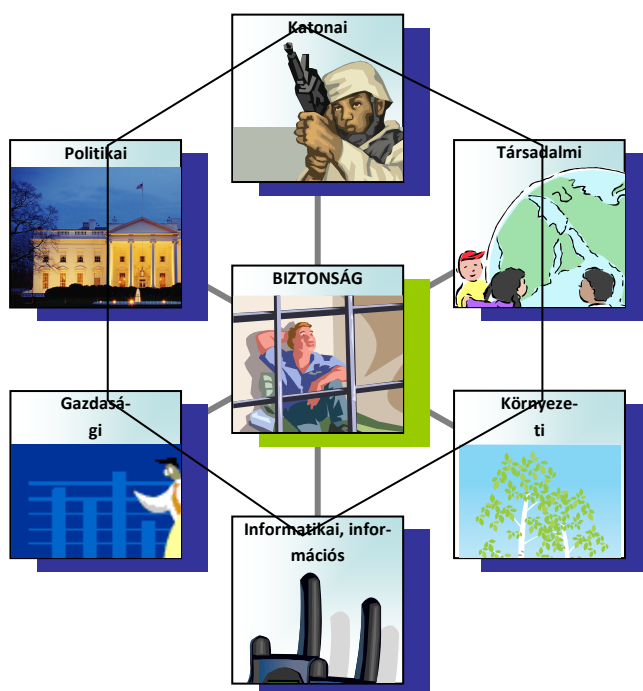 Katonai
Politikai
Társadalmi
BIZTONSÁG
Gazdasá-
gi
Környeze-
ti
Informatikai, infor-
mációs